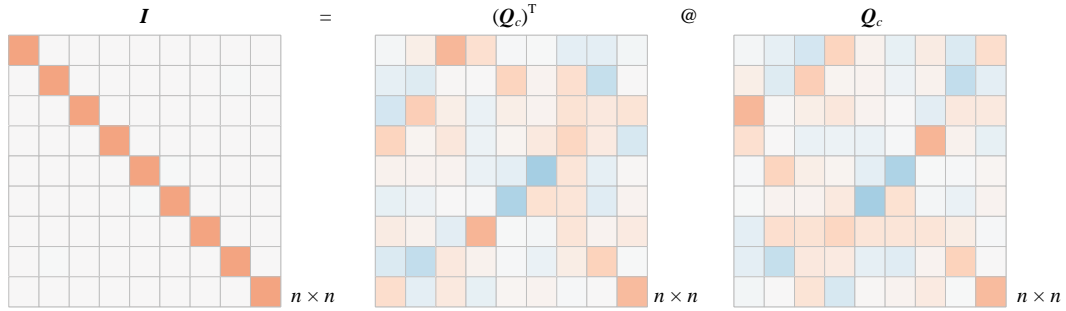 I = (Q_c)^T @ Q_c
n × n n × n n × n